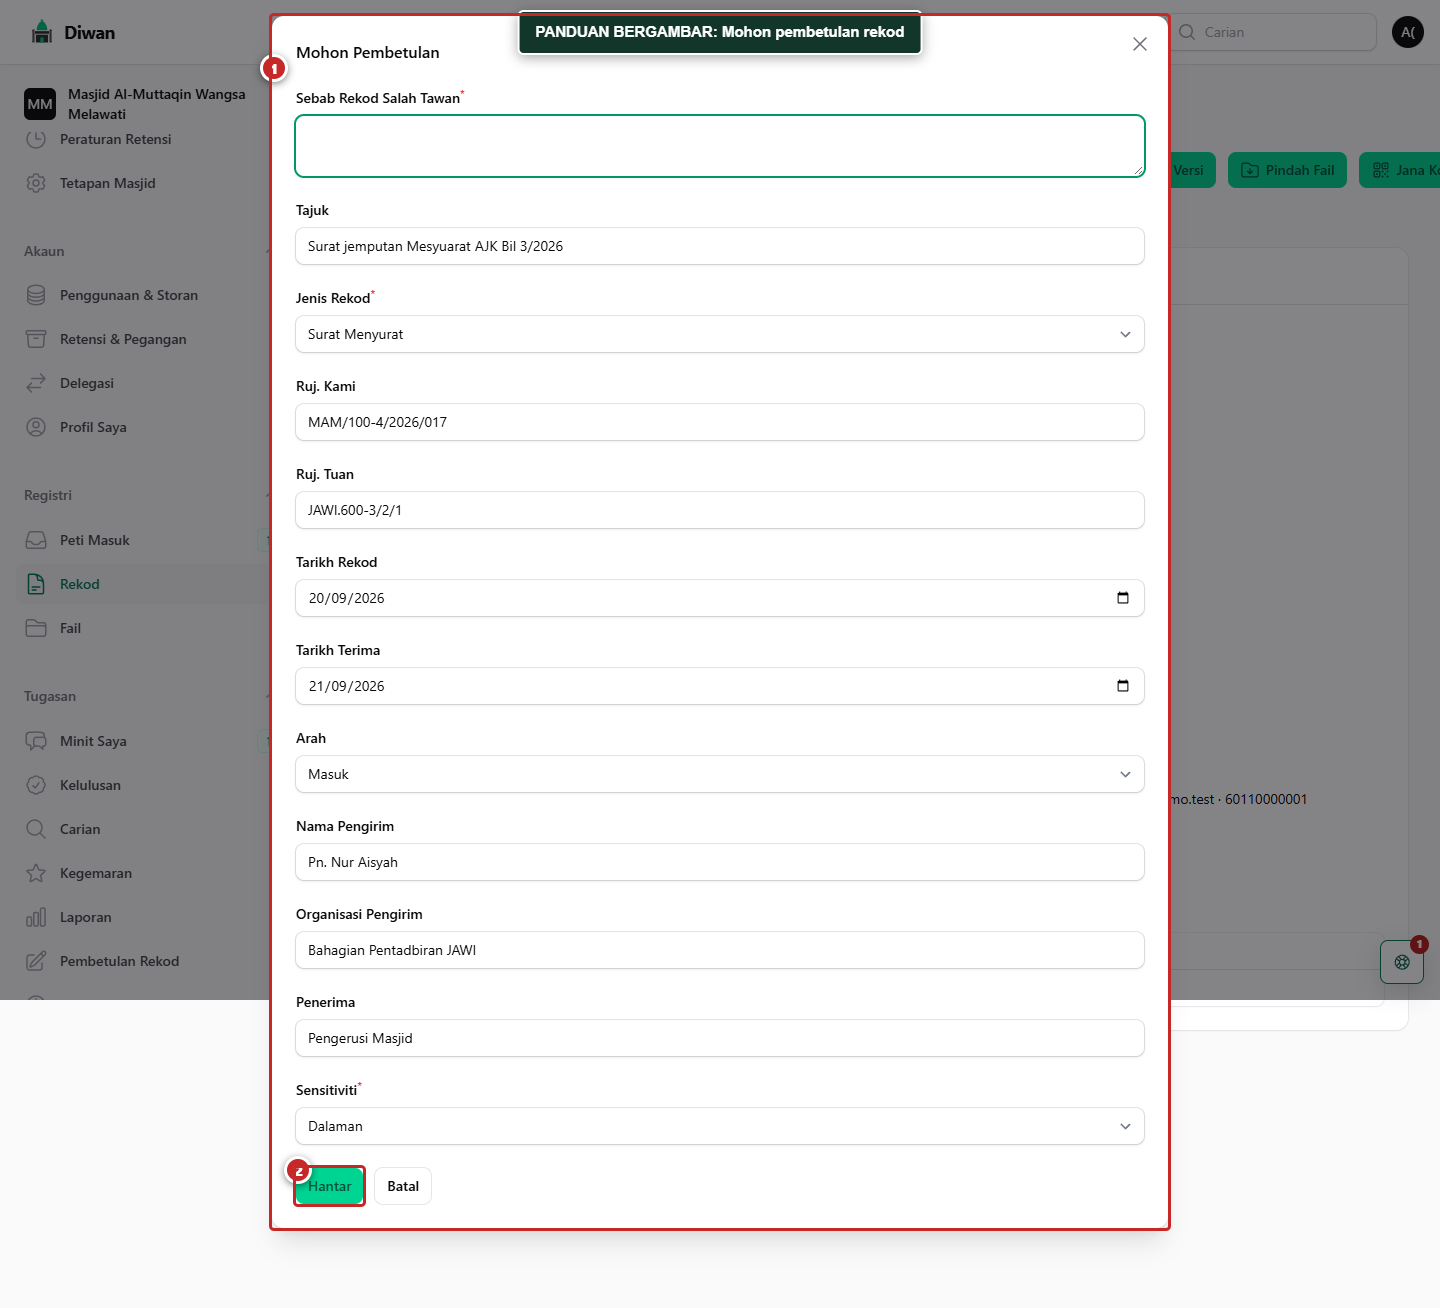 Diwan
PANDUAN BERGAMBAR: Mohon pembetulan rekod
Carian
A(
MM
Masjid Al-Muttaqin Wangsa
Melawati
Peraturan Retensi
Tetapan Masjid
Akaun
Penggunaan & Storan
Retensi & Pegangan
Delegasi
Profil Saya
Registri
Peti Masuk
Rekod
Fail
Tugasan
Minit Saya
Kelulusan
Carian
Kegemaran
Laporan
Pembetulan Rekod
1
Mohon Pembetulan
Sebab Rekod Salah Tawan*
Tajuk
Surat jemputan Mesyuarat AJK Bil 3/2026
Jenis Rekod*
Surat Menyurat
Ruj. Kami
MAM/100-4/2026/017
Ruj. Tuan
JAWI.600-3/2/1
Tarikh Rekod
20/09/2026
Tarikh Terima
21/09/2026
Arah
Masuk
Nama Pengirim
Pn. Nur Aisyah
Organisasi Pengirim
Bahagian Pentadbiran JAWI
Penerima
Pengerusi Masjid
Sensitiviti*
Dalaman
2
Hantar
Batal
Versi
Pindah Fail
Jana Ko
mo.test · 60110000001
1